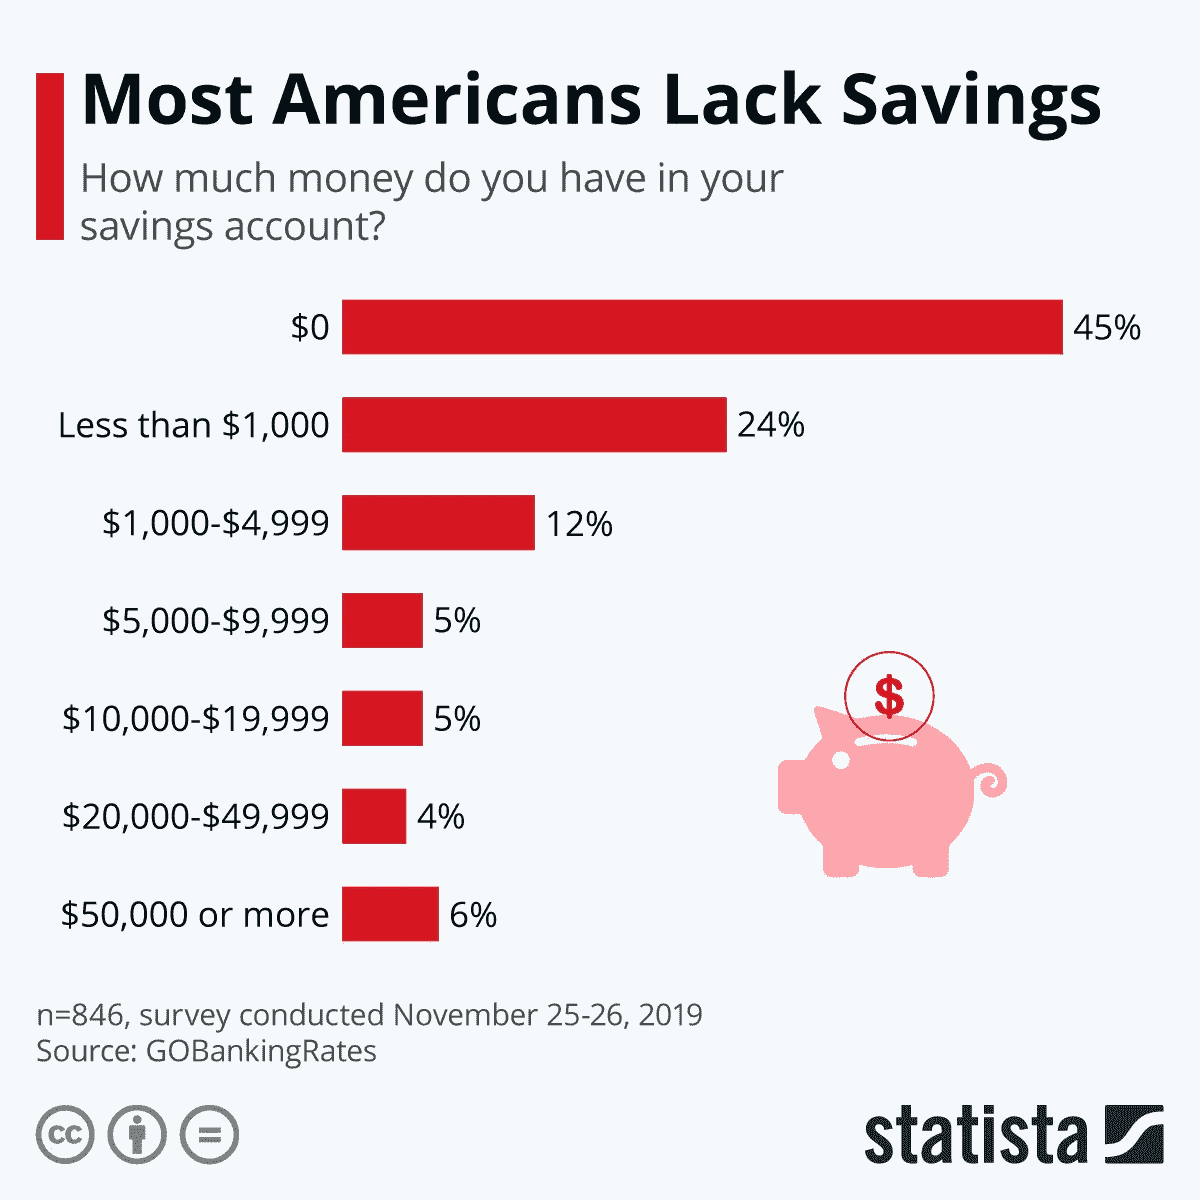 Most Americans Lack Savings
How much money do you have in your
savings account?
$0 45%
Less than $1,000 24%
$1,000-$4,999 12%
$5,000-$9,999 5%
$10,000-$19,999 5%
$20,000-$49,999 4%
$50,000 or more 6%
$
n=846, survey conducted November 25-26, 2019
Source: GOBankingRates
cc = statista